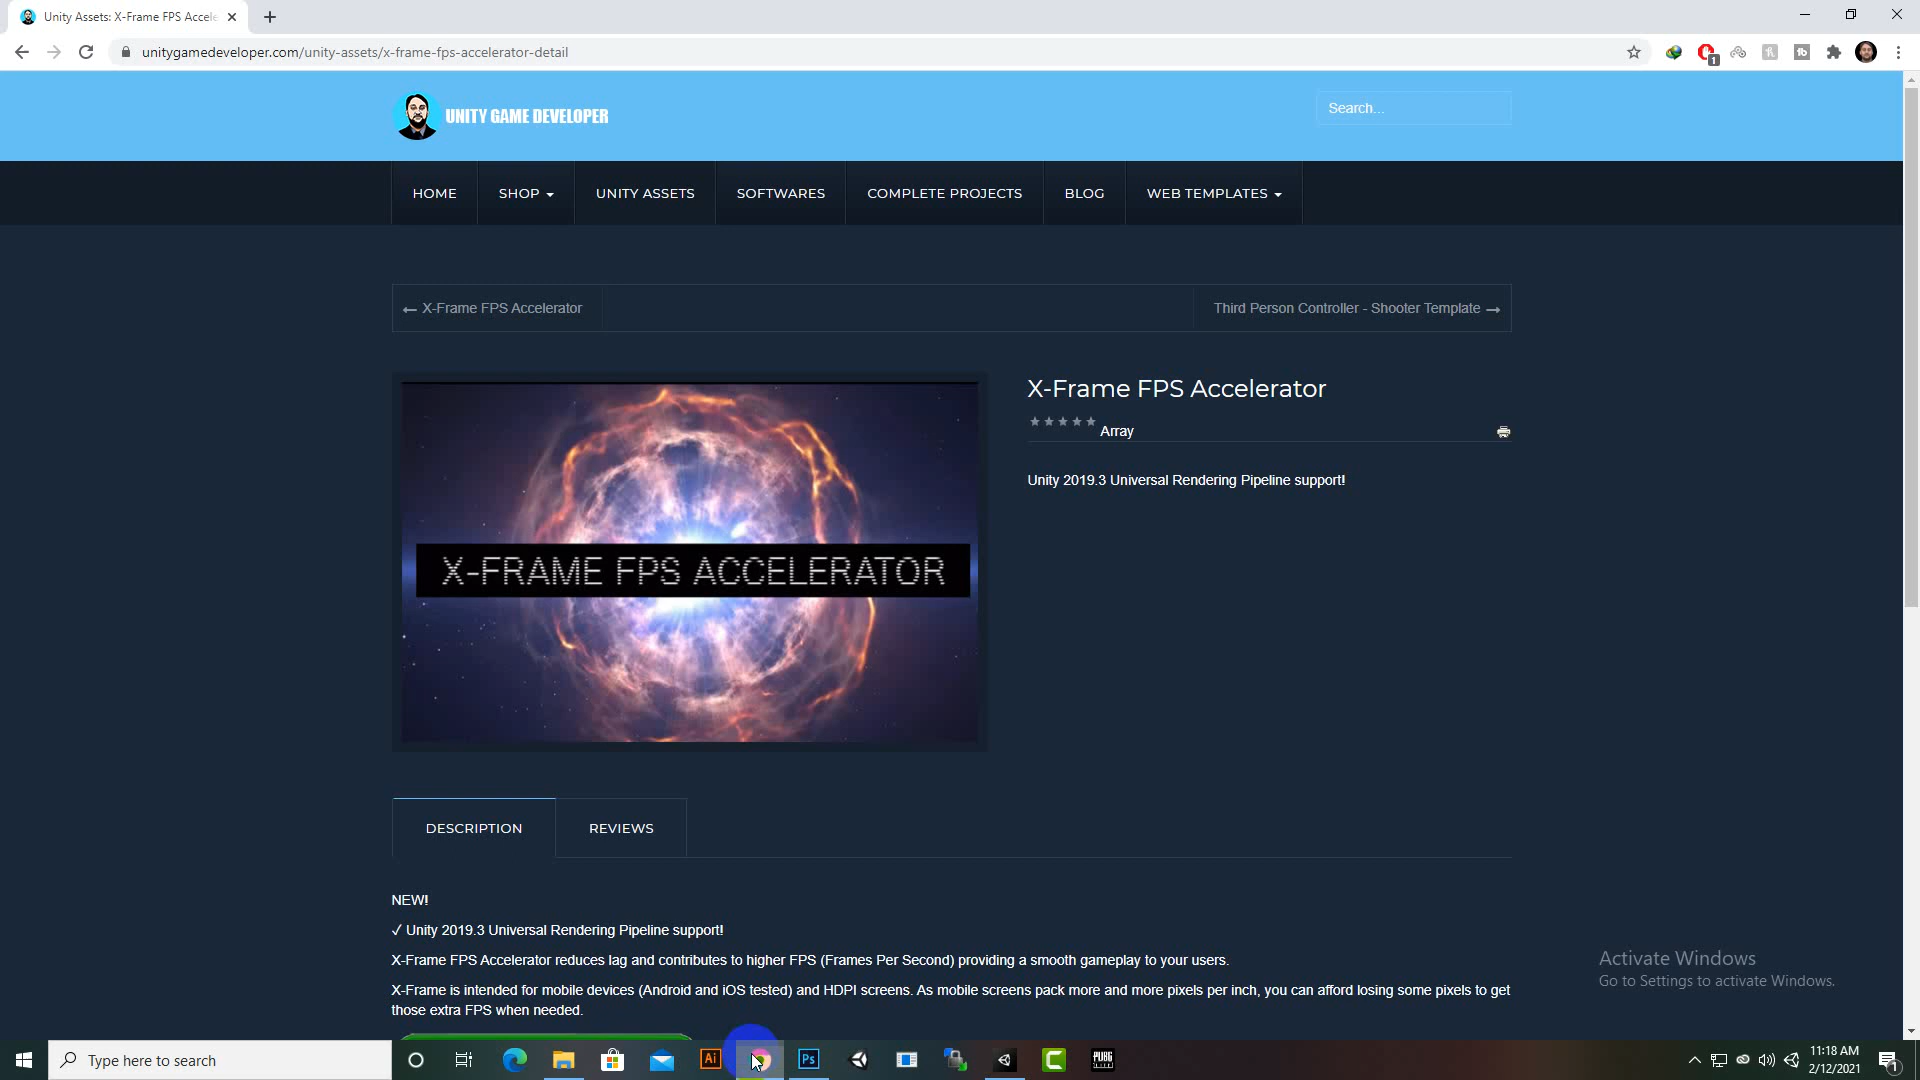 Unity Assets: X-Frame FPS Accele
unitygamedeveloper.com/unity-assets/x-frame-fps-accelerator-detail
1
UNITY GAME DEVELOPER
Search...
HOME
SHOP
UNITY ASSETS
SOFTWARES
COMPLETE PROJECTS
BLOG
WEB TEMPLATES
← X-Frame FPS Accelerator
Third Person Controller - Shooter Template →
X-FRAME FPS ACCELERATOR
X-Frame FPS Accelerator
Array
Unity 2019.3 Universal Rendering Pipeline support!
DESCRIPTION
REVIEWS
NEW!
✓ Unity 2019.3 Universal Rendering Pipeline support!
X-Frame FPS Accelerator reduces lag and contributes to higher FPS (Frames Per Second) providing a smooth gameplay to your users.
X-Frame is intended for mobile devices (Android and iOS tested) and HDPI screens. As mobile screens pack more and more pixels per inch, you can afford losing some pixels to get
those extra FPS when needed.
Activate Windows
Go to Settings to activate Windows.
Type here to search
Ai
Ps
PUBG
11:18 AM
2/12/2021
1